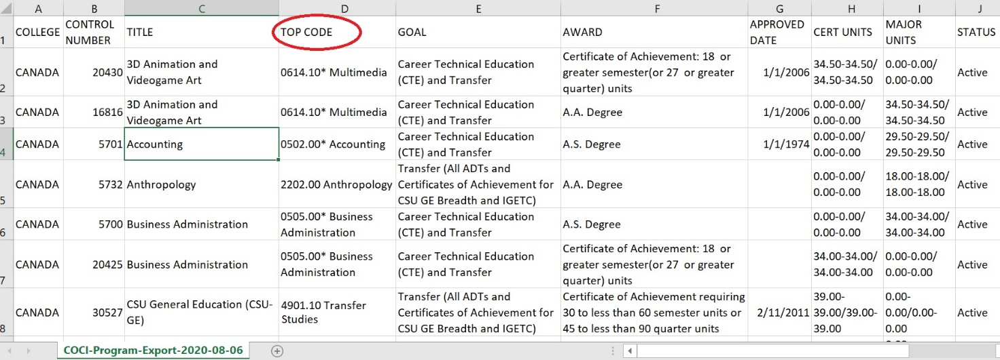 A B C D E F G H I J
1 COLLEGE CONTROL NUMBER TITLE TOP CODE GOAL AWARD APPROVED DATE CERT UNITS MAJOR UNITS STATUS
2 CANADA 20430 3D Animation and Videogame Art 0614.10* Multimedia Career Technical Education (CTE) and Transfer Certificate of Achievement: 18 or greater semester(or 27 or greater quarter) units 1/1/2006 34.50-34.50/ 34.50-34.50 0.00-0.00/ 0.00-0.00 Active
3 CANADA 16816 3D Animation and Videogame Art 0614.10* Multimedia Career Technical Education (CTE) and Transfer A.A. Degree 1/1/2006 0.00-0.00/ 0.00-0.00 34.50-34.50/ 34.50-34.50 Active
4 CANADA 5701 Accounting 0502.00* Accounting Career Technical Education (CTE) and Transfer A.S. Degree 1/1/1974 0.00-0.00/ 0.00-0.00 29.50-29.50/ 29.50-29.50 Active
5 CANADA 5732 Anthropology 2202.00 Anthropology Transfer (All ADTs and Certificates of Achievement for CSU GE Breadth and IGETC) A.A. Degree 0.00-0.00/ 0.00-0.00 18.00-18.00/ 18.00-18.00 Active
6 CANADA 5700 Business Administration 0505.00* Business Administration Career Technical Education (CTE) and Transfer A.S. Degree 0.00-0.00/ 0.00-0.00 34.00-34.00/ 34.00-34.00 Active
7 CANADA 20425 Business Administration 0505.00* Business Administration Career Technical Education (CTE) and Transfer Certificate of Achievement: 18 or greater semester(or 27 or greater quarter) units 34.00-34.00/ 34.00-34.00 0.00-0.00/ 0.00-0.00 Active
8 CANADA 30527 CSU General Education (CSU-GE) 4901.10 Transfer Studies Transfer (All ADTs and Certificates of Achievement for CSU GE Breadth and IGETC) Certificate of Achievement requiring 30 to less than 60 semester units or 45 to less than 90 quarter units 2/11/2011 39.00-39.00/39.00-39.00 0.00-0.00/0.00-0.00 Active
COCI-Program-Export-2020-08-06